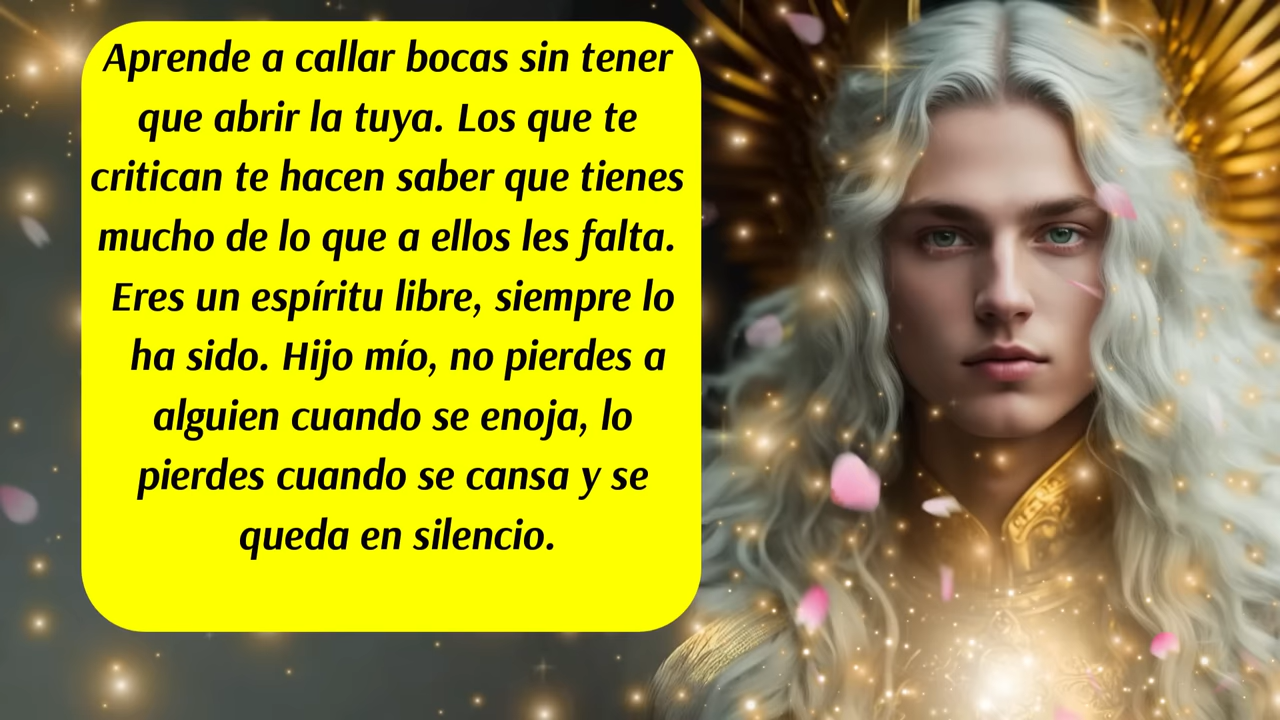 Aprende a callar bocas sin tener
que abrir la tuya. Los que te
critican te hacen saber que tienes
mucho de lo que a ellos les falta.
Eres un espíritu libre, siempre lo
ha sido. Hijo mío, no pierdes a
alguien cuando se enoja, lo
pierdes cuando se cansa y se
queda en silencio.